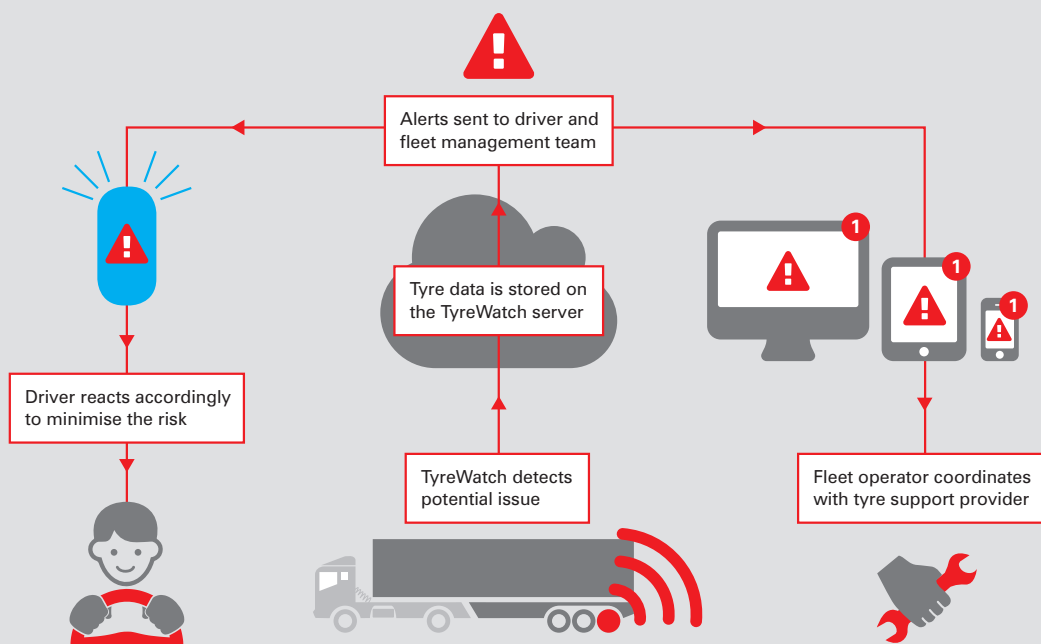 Alerts sent to driver and
fleet management team
1
1
1
Tyre data is stored on
the TyreWatch server
Driver reacts accordingly
to minimise the risk
TyreWatch detects
potential issue
Fleet operator coordinates
with tyre support provider